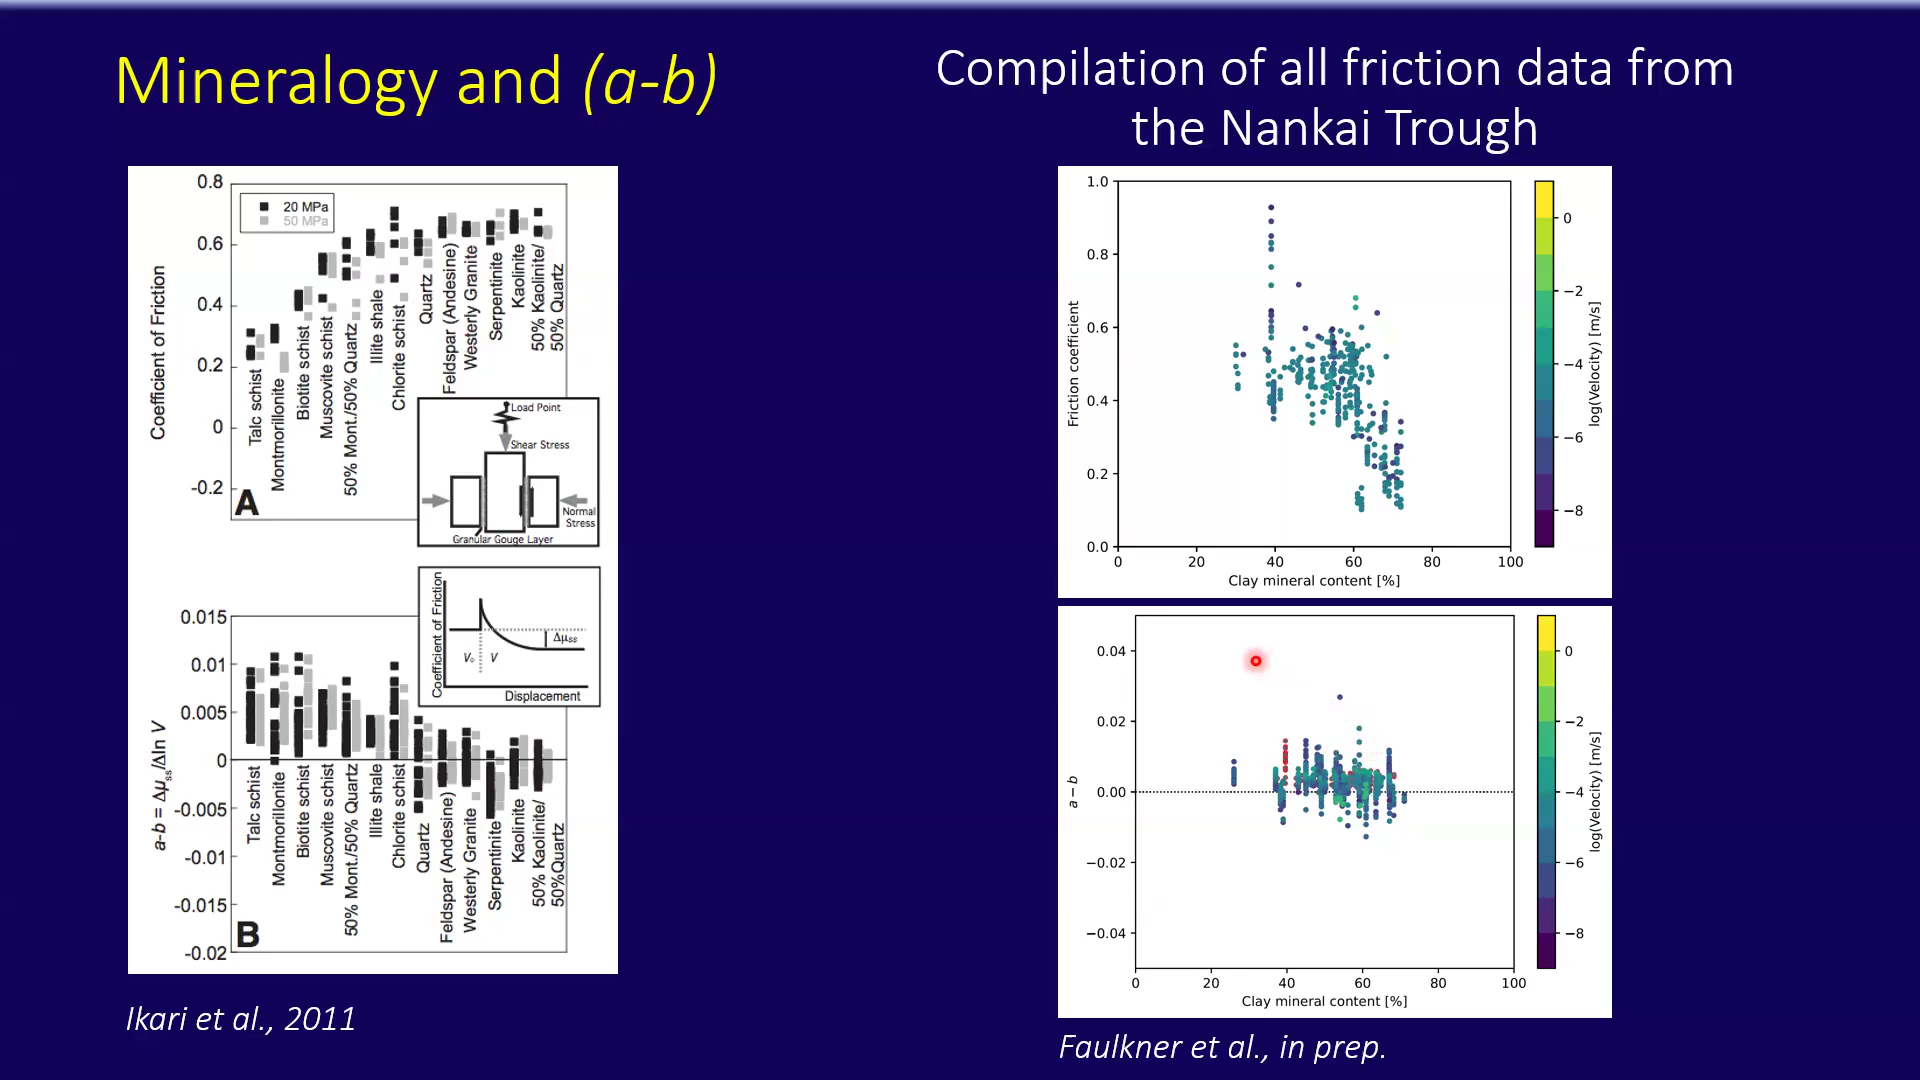 Mineralogy and (a-b)
Compilation of all friction data from
the Nankai Trough
0.8
0.6
0.4
0.2
0
-0.2
Coefficient of Friction
20 MPa
50 MPa
Talc schist
Montmorillonite
Biotite schist
Muscovite schist
50% Mont./50% Quartz
Illite shale
Chlorite schist
Quartz
Feldspar (Andesine)
Westerly Granite
Serpentinite
Kaolinite
50% Kaolinite/
50% Quartz
A
Load Point
Shear Stress
Normal
Stress
Granular Gouge Layer
Coefficient of Friction
Δμss
V₀
V
Displacement
0.015
0.01
0.005
0
-0.005
-0.01
-0.015
-0.02
a-b = Δμss/Δln V
Talc schist
Montmorillonite
Biotite schist
Muscovite schist
50% Mont./50% Quartz
Illite shale
Chlorite schist
Quartz
Feldspar (Andesine)
Westerly Granite
Serpentinite
Kaolinite
50% Kaolinite/
50%Quartz
B
Ikari et al., 2011
1.0
0.8
0.6
0.4
0.2
0.0
Friction coefficient
0 20 40 60 80 100
Clay mineral content [%]
0
−2
−4
−6
−8
log(Velocity) [m/s]
0.04
0.02
0.00
−0.02
−0.04
a − b
0 20 40 60 80 100
Clay mineral content [%]
0
−2
−4
−6
−8
log(Velocity) [m/s]
Faulkner et al., in prep.